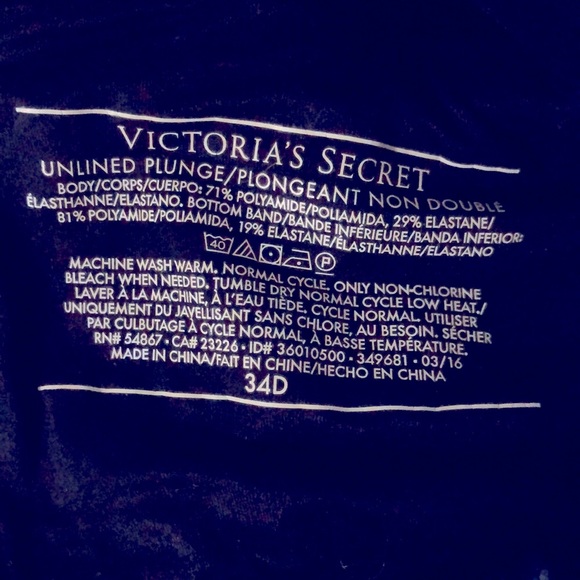 VICTORIA'S SECRET
UNLINED PLUNGE/PLONGEANT NON DOUBLE
BODY/CORPS/CUERPO: 71% POLYAMIDE/POLIAMIDA, 29% ELASTANE/
ÉLASTHANNE/ELASTANO. BOTTOM BAND/BANDE INFÉRIEURE/BANDA INFERIOR:
81% POLYAMIDE/POLIAMIDA, 19% ELASTANE/ÉLASTHANNE/ELASTANO
40 P
MACHINE WASH WARM. NORMAL CYCLE. ONLY NON-CHLORINE
BLEACH WHEN NEEDED. TUMBLE DRY NORMAL CYCLE LOW HEAT./
LAVER À LA MACHINE, À L'EAU TIÈDE. CYCLE NORMAL. UTILISER
UNIQUEMENT DU JAVELLISANT SANS CHLORE, AU BESOIN. SÉCHER
PAR CULBUTAGE À CYCLE NORMAL, À BASSE TEMPÉRATURE.
RN# 54867 • CA# 23226 • ID# 36010500 • 349681 • 03/16
MADE IN CHINA/FAIT EN CHINE/HECHO EN CHINA
34D